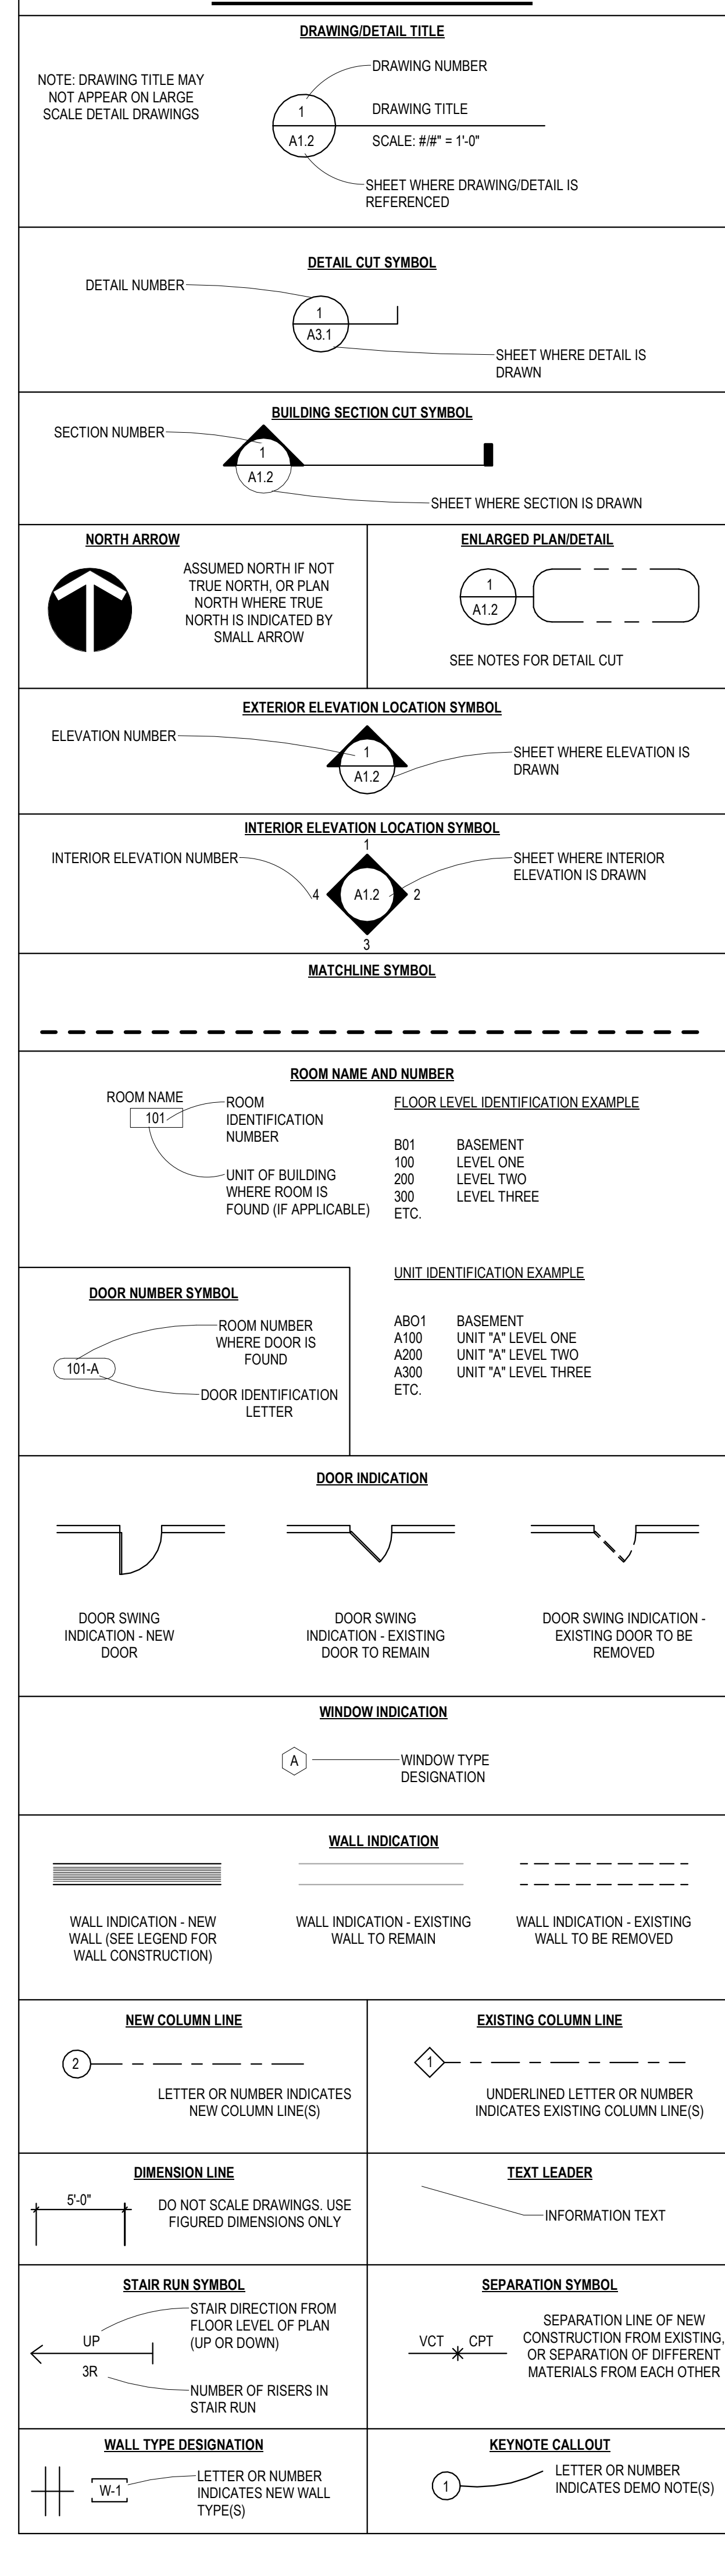 DRAWING/DETAIL TITLE
NOTE: DRAWING TITLE MAY
NOT APPEAR ON LARGE
SCALE DETAIL DRAWINGS
DRAWING NUMBER
1
DRAWING TITLE
A1.2
SCALE: #/#" = 1'-0"
SHEET WHERE DRAWING/DETAIL IS
REFERENCED
DETAIL CUT SYMBOL
DETAIL NUMBER
1
A3.1
SHEET WHERE DETAIL IS
DRAWN
BUILDING SECTION CUT SYMBOL
SECTION NUMBER
1
A1.2
SHEET WHERE SECTION IS DRAWN
NORTH ARROW
ASSUMED NORTH IF NOT
TRUE NORTH, OR PLAN
NORTH WHERE TRUE
NORTH IS INDICATED BY
SMALL ARROW
ENLARGED PLAN/DETAIL
1
A1.2
SEE NOTES FOR DETAIL CUT
EXTERIOR ELEVATION LOCATION SYMBOL
ELEVATION NUMBER
1
A1.2
SHEET WHERE ELEVATION IS
DRAWN
INTERIOR ELEVATION LOCATION SYMBOL
1
INTERIOR ELEVATION NUMBER
SHEET WHERE INTERIOR
ELEVATION IS DRAWN
4
A1.2
2
3
MATCHLINE SYMBOL
ROOM NAME AND NUMBER
ROOM NAME
101
ROOM
IDENTIFICATION
NUMBER
UNIT OF BUILDING
WHERE ROOM IS
FOUND (IF APPLICABLE)
FLOOR LEVEL IDENTIFICATION EXAMPLE
B01 BASEMENT
100 LEVEL ONE
200 LEVEL TWO
300 LEVEL THREE
ETC.
UNIT IDENTIFICATION EXAMPLE
ABO1 BASEMENT
A100 UNIT "A" LEVEL ONE
A200 UNIT "A" LEVEL TWO
A300 UNIT "A" LEVEL THREE
ETC.
DOOR NUMBER SYMBOL
ROOM NUMBER
WHERE DOOR IS
FOUND
101-A
DOOR IDENTIFICATION
LETTER
DOOR INDICATION
DOOR SWING
INDICATION - NEW
DOOR
DOOR SWING
INDICATION - EXISTING
DOOR TO REMAIN
DOOR SWING INDICATION -
EXISTING DOOR TO BE
REMOVED
WINDOW INDICATION
A
WINDOW TYPE
DESIGNATION
WALL INDICATION
WALL INDICATION - NEW
WALL (SEE LEGEND FOR
WALL CONSTRUCTION)
WALL INDICATION - EXISTING
WALL TO REMAIN
WALL INDICATION - EXISTING
WALL TO BE REMOVED
NEW COLUMN LINE
2
LETTER OR NUMBER INDICATES
NEW COLUMN LINE(S)
EXISTING COLUMN LINE
1
UNDERLINED LETTER OR NUMBER
INDICATES EXISTING COLUMN LINE(S)
DIMENSION LINE
5'-0"
DO NOT SCALE DRAWINGS. USE
FIGURED DIMENSIONS ONLY
TEXT LEADER
INFORMATION TEXT
STAIR RUN SYMBOL
STAIR DIRECTION FROM
FLOOR LEVEL OF PLAN
(UP OR DOWN)
UP
3R
NUMBER OF RISERS IN
STAIR RUN
SEPARATION SYMBOL
VCT CPT
SEPARATION LINE OF NEW
CONSTRUCTION FROM EXISTING,
OR SEPARATION OF DIFFERENT
MATERIALS FROM EACH OTHER
WALL TYPE DESIGNATION
W-1
LETTER OR NUMBER
INDICATES NEW WALL
TYPE(S)
KEYNOTE CALLOUT
1
LETTER OR NUMBER
INDICATES DEMO NOTE(S)